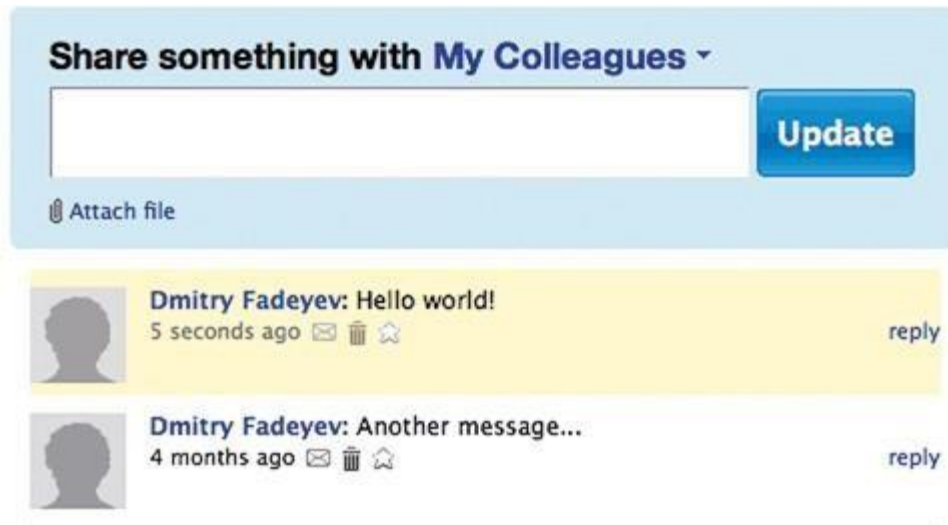 Share something with My Colleagues
Update
Attach file
Dmitry Fadeyev: Hello world!
5 seconds ago
reply
Dmitry Fadeyev: Another message...
4 months ago
reply